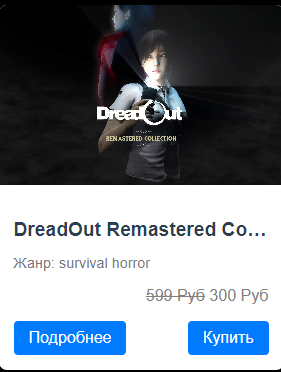 DreadOut
REMASTERED COLLECTION
DreadOut Remastered Co...
Жанр: survival horror
599 Руб 300 Руб
Подробнее Купить